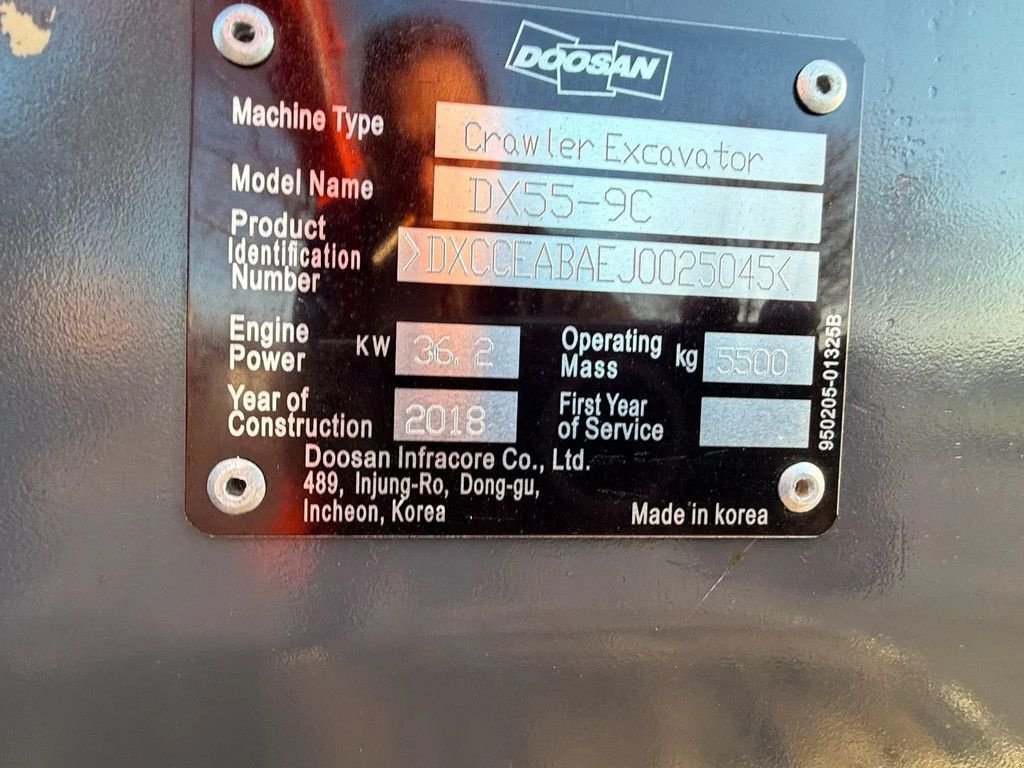 DOOSAN
Machine Type Crawler Excavator
Model Name DX55-9C
Product
Identification
Number >DXCCEABAEJ0025045<
Engine
Power KW 36.2
Operating
Mass kg 5500
Year of
Construction 2018
First Year
of Service
Doosan Infracore Co., Ltd.
489, Injung-Ro, Dong-gu,
Incheon, Korea
Made in korea
950205-01325B